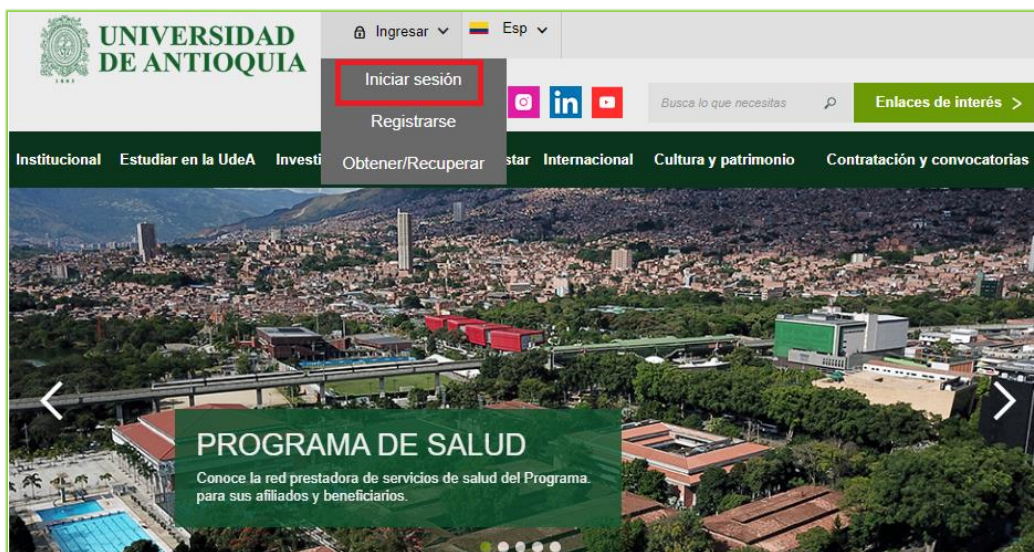 UNIVERSIDAD
DE ANTIOQUIA
1803
Ingresar
Esp
Iniciar sesión
Registrarse
Obtener/Recuperar
in
Busca lo que necesitas
Enlaces de interés >
Institucional Estudiar en la UdeA Investi star Internacional Cultura y patrimonio Contratación y convocatorias
PROGRAMA DE SALUD
Conoce la red prestadora de servicios de salud del Programa.
para sus afiliados y beneficiarios.